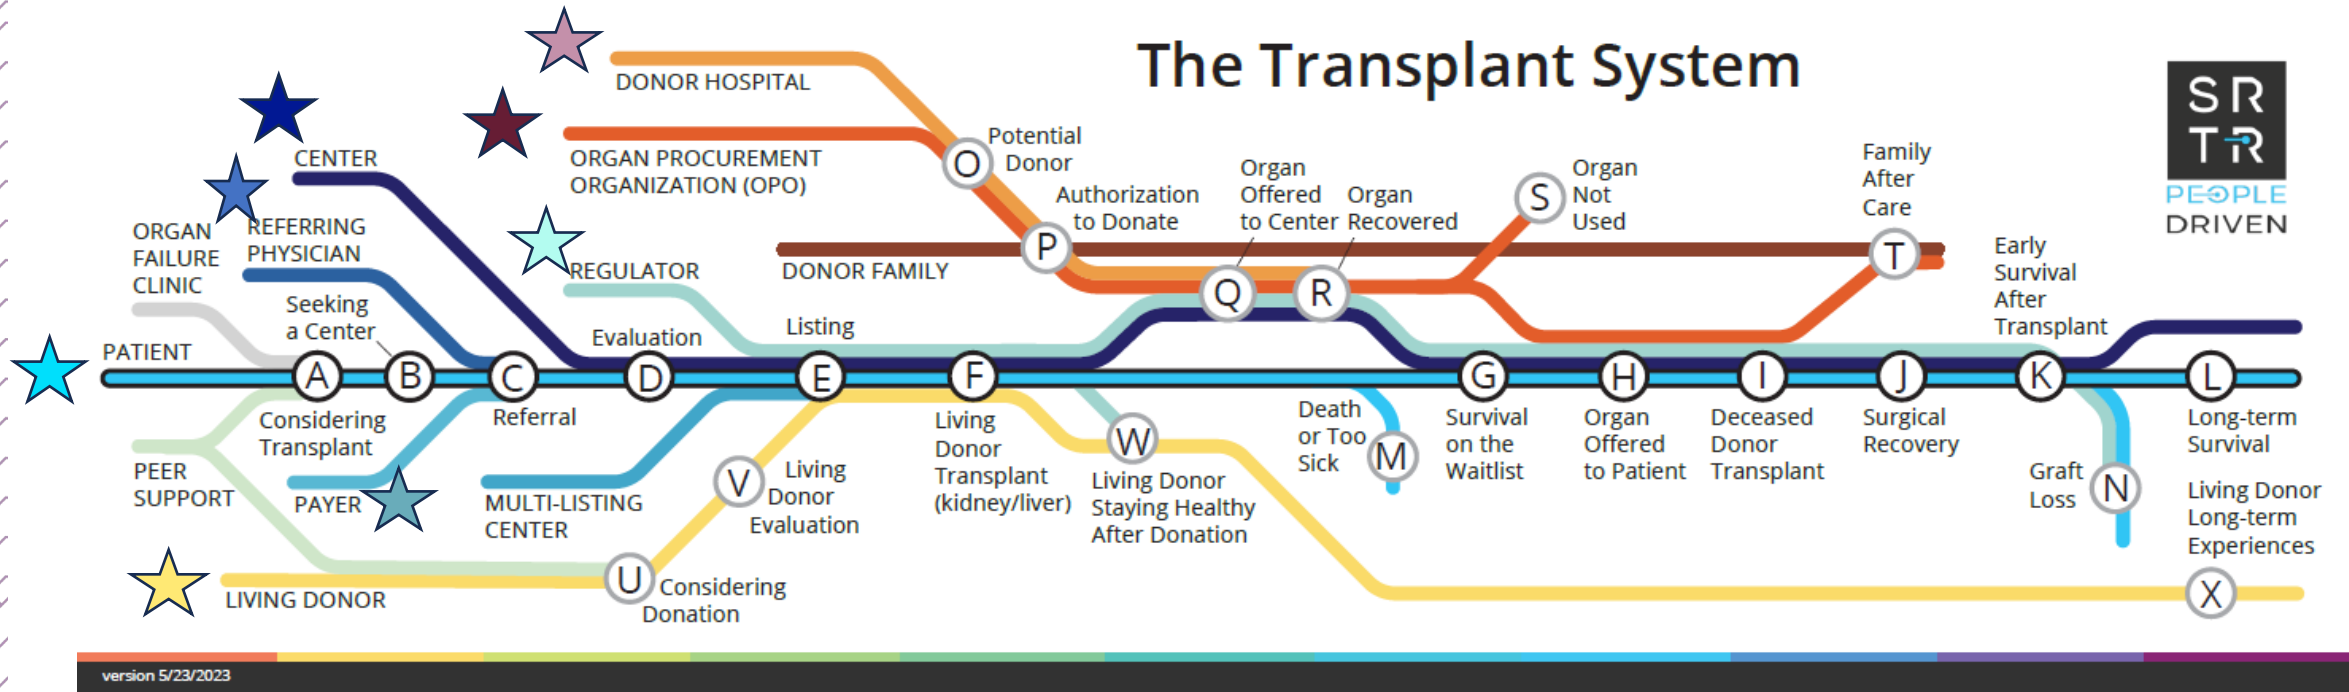 The Transplant System
DONOR HOSPITAL
ORGAN PROCUREMENT
ORGANIZATION (OPO)
CENTER
REFERRING
PHYSICIAN
ORGAN
FAILURE
CLINIC
REGULATOR
DONOR FAMILY
PATIENT
Seeking
a Center
Evaluation
Listing
O
Potential
Donor
P
Authorization
to Donate
Organ
Offered
to Center
Organ
Recovered
Q
R
S
Organ
Not
Used
Family
After
Care
T
Early
Survival
After
Transplant
S R
T R
PEOPLE
DRIVEN
A
B
C
D
E
F
G
H
I
J
K
L
Considering
Transplant
Referral
Living
Donor
Transplant
(kidney/liver)
Death
or Too
Sick
M
Survival
on the
Waitlist
Organ
Offered
to Patient
Deceased
Donor
Transplant
Surgical
Recovery
Long-term
Survival
PEER
SUPPORT
PAYER
MULTI-LISTING
CENTER
V
Living
Donor
Evaluation
W
Living Donor
Staying Healthy
After Donation
Graft
Loss
N
Living Donor
Long-term
Experiences
LIVING DONOR
U
Considering
Donation
X
version 5/23/2023